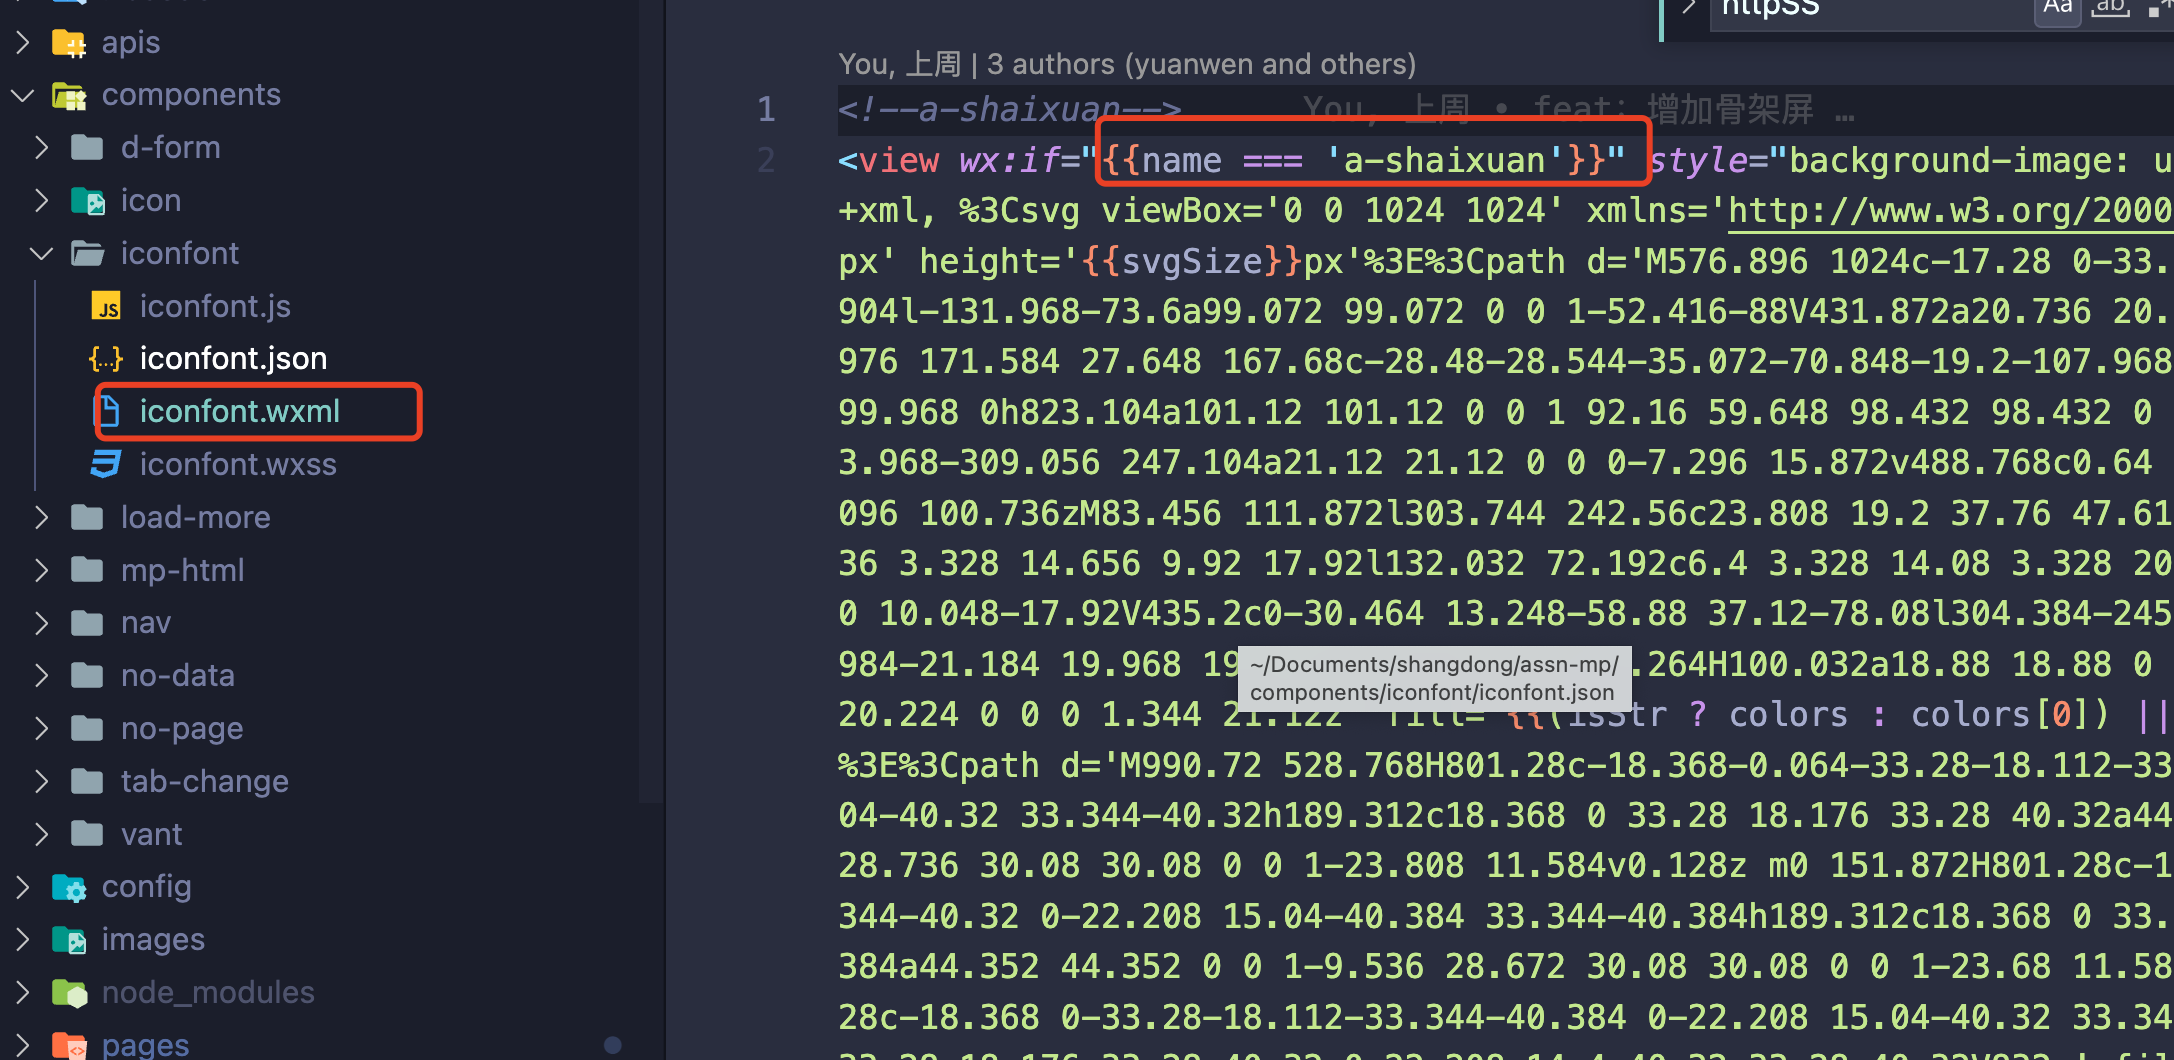 apis
components
d-form
icon
iconfont
JS iconfont.js
{..} iconfont.json
iconfont.wxml
iconfont.wxss
load-more
mp-html
nav
no-data
no-page
tab-change
vant
config
images
node_modules
pages
httpSS Aa ab
You, 上周 | 3 authors (yuanwen and others)
1 <!--a-shaixuan--> You, 上周 • feat: 增加骨架屏 …
2 <view wx:if="{{name === 'a-shaixuan'}}" style="background-image: u
+xml, %3Csvg viewBox='0 0 1024 1024' xmlns='http://www.w3.org/2000
px' height='{{svgSize}}px'%3E%3Cpath d='M576.896 1024c-17.28 0-33.
904l-131.968-73.6a99.072 99.072 0 0 1-52.416-88V431.872a20.736 20.
976 171.584 27.648 167.68c-28.48-28.544-35.072-70.848-19.2-107.968
99.968 0h823.104a101.12 101.12 0 0 1 92.16 59.648 98.432 98.432 0
3.968-309.056 247.104a21.12 21.12 0 0 0-7.296 15.872v488.768c0.64
096 100.736zM83.456 111.872l303.744 242.56c23.808 19.2 37.76 47.61
36 3.328 14.656 9.92 17.92l132.032 72.192c6.4 3.328 14.08 3.328 20
0 10.048-17.92V435.2c0-30.464 13.248-58.88 37.12-78.08l304.384-245
984-21.184 19.968 19 .264H100.032a18.88 18.88 0
~/Documents/shangdong/assn-mp/
components/iconfont/iconfont.json
20.224 0 0 0 1.344 21.122' fill='{{(isStr ? colors : colors[0]) ||
%3E%3Cpath d='M990.72 528.768H801.28c-18.368-0.064-33.28-18.112-33
04-40.32 33.344-40.32h189.312c18.368 0 33.28 18.176 33.28 40.32a44
28.736 30.08 30.08 0 0 1-23.808 11.584v0.128z m0 151.872H801.28c-1
344-40.32 0-22.208 15.04-40.384 33.344-40.384h189.312c18.368 0 33.
384a44.352 44.352 0 0 1-9.536 28.672 30.08 30.08 0 0 1-23.68 11.58
28c-18.368 0-33.28-18.112-33.344-40.384 0-22.208 15.04-40.32 33.34